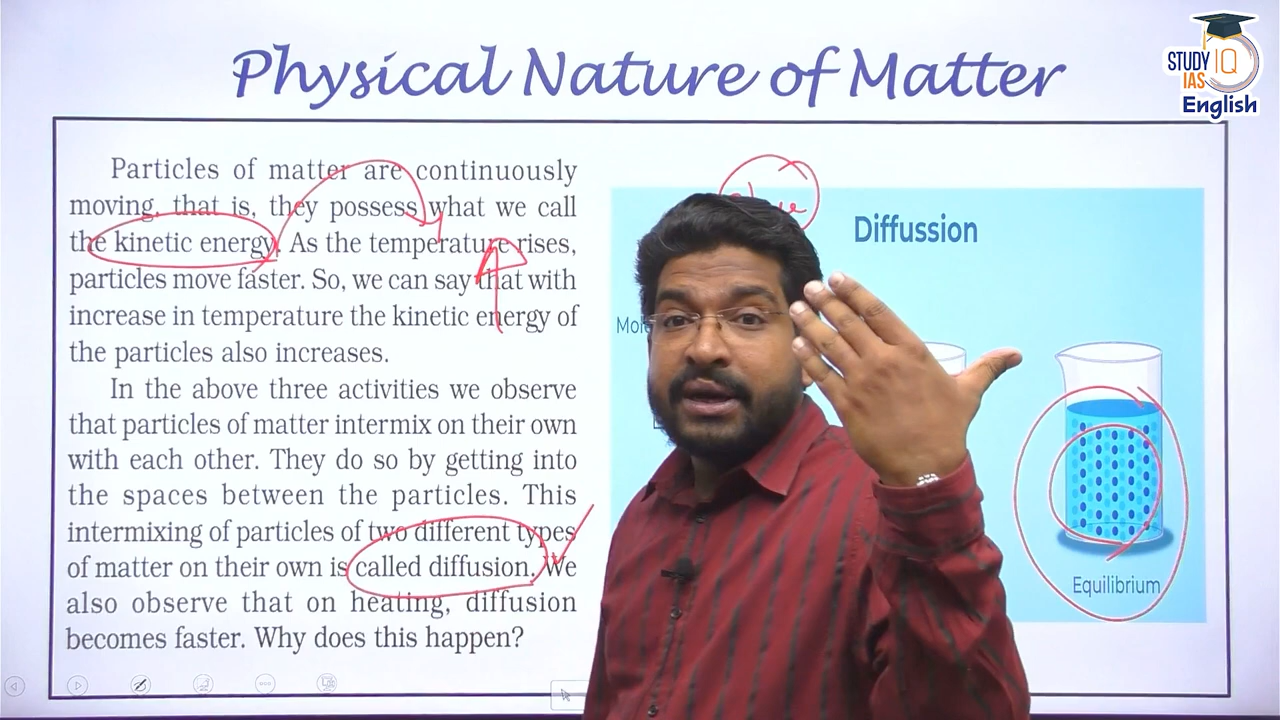 Physical Nature of Matter
STUDY IQ
IAS
English
Particles of matter are continuously
moving, that is, they possess what we call
the kinetic energy. As the temperature rises,
particles move faster. So, we can say that with
increase in temperature the kinetic energy of
the particles also increases.
In the above three activities we observe
that particles of matter intermix on their own
with each other. They do so by getting into
the spaces between the particles. This
intermixing of particles of two different types
of matter on their own is called diffusion. We
also observe that on heating, diffusion
becomes faster. Why does this happen?
Diffussion
Equilibrium